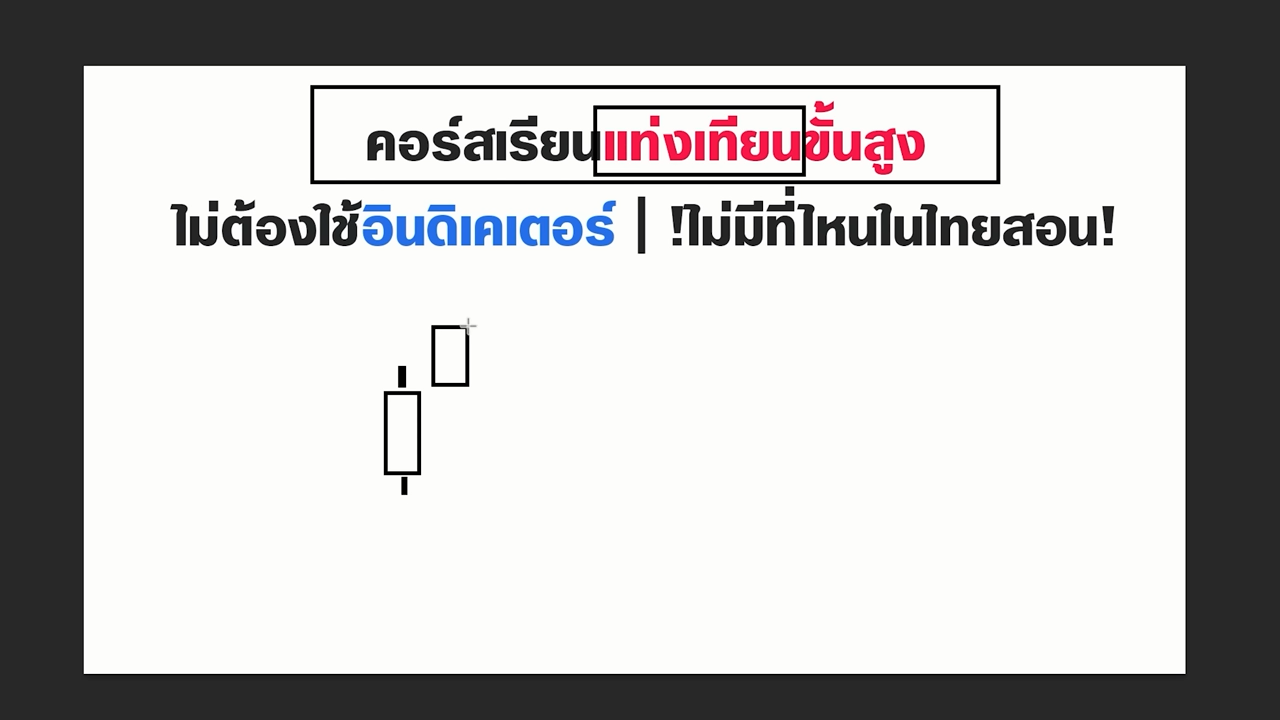 คอร์สเรียนแท่งเทียนขั้นสูง
ไม่ต้องใช้อินดิเคเตอร์ | !ไม่มีที่ไหนในไทยสอน!